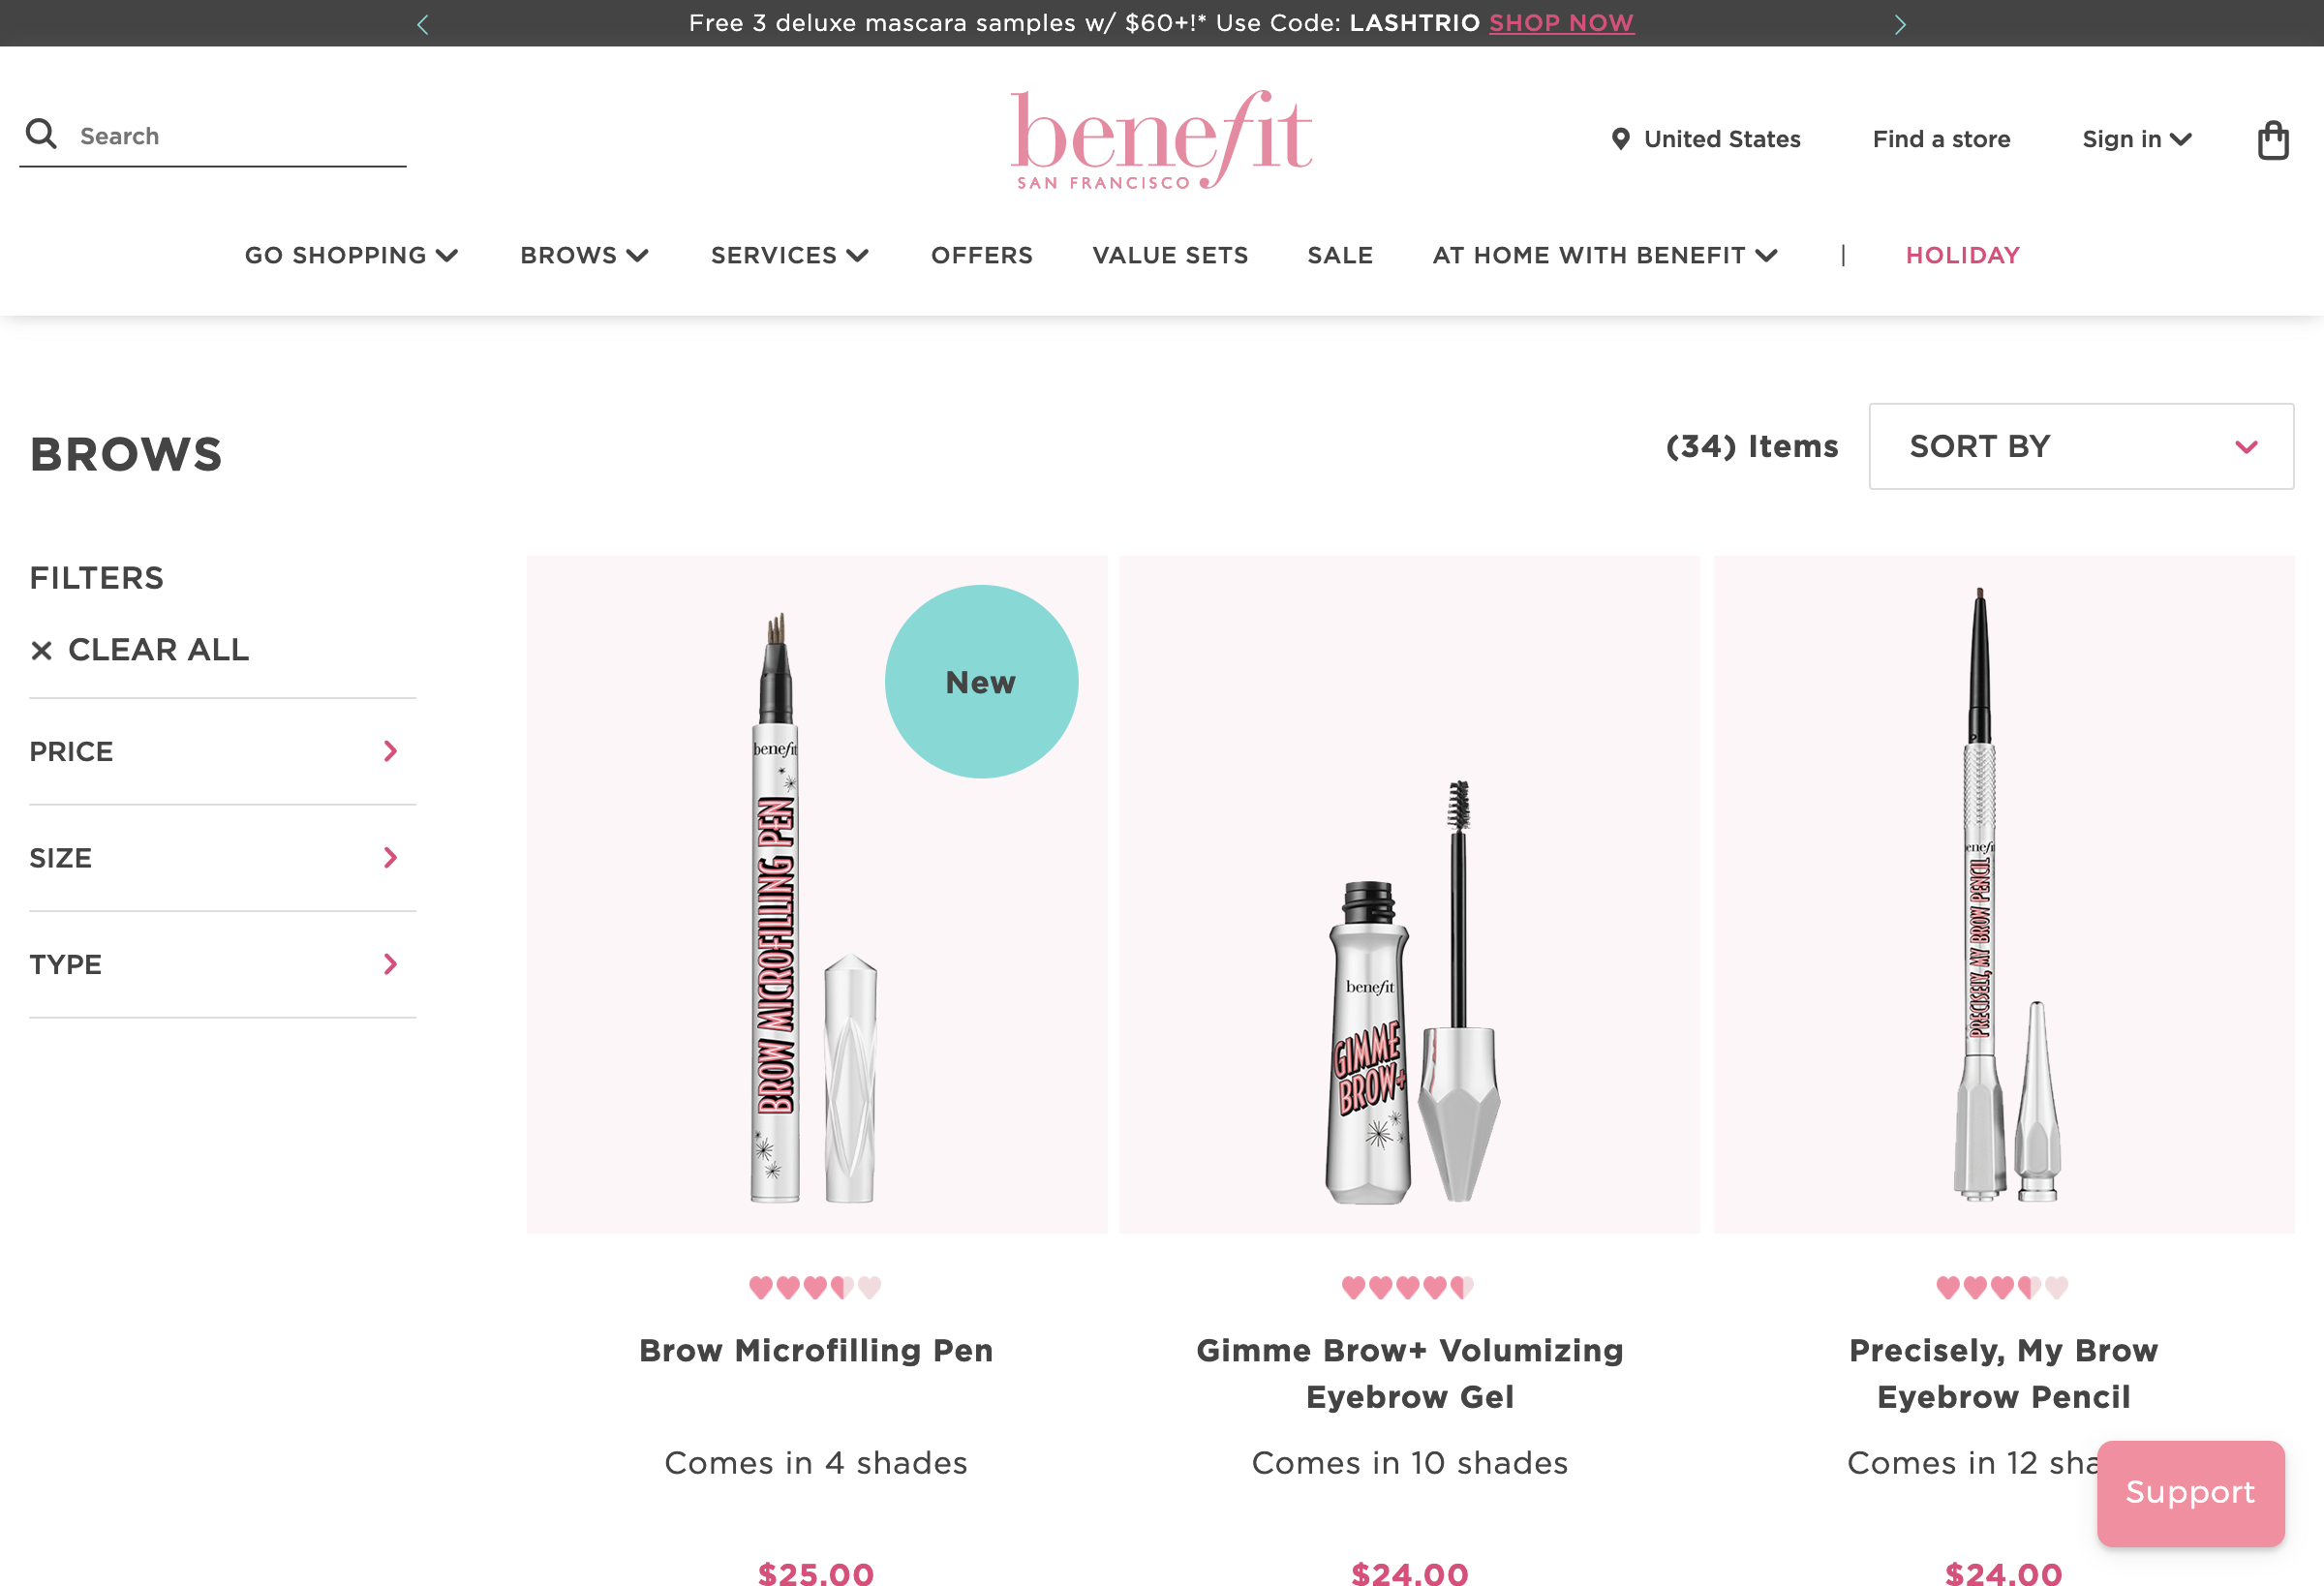 Free 3 deluxe mascara samples w/ $60+!* Use Code: LASHTRIO SHOP NOW
Search
benefit
SAN FRANCISCO
United States
Find a store
Sign in
GO SHOPPING
BROWS
SERVICES
OFFERS
VALUE SETS
SALE
AT HOME WITH BENEFIT
|
HOLIDAY
BROWS
(34) Items
SORT BY
FILTERS
× CLEAR ALL
PRICE
SIZE
TYPE
New
benefit
BROW MICROFILLING PEN
benefit
GIMME
BROW+
benefit
PRECISELY, MY BROW PENCIL
Brow Microfilling Pen
Comes in 4 shades
$25.00
Gimme Brow+ Volumizing
Eyebrow Gel
Comes in 10 shades
$24.00
Precisely, My Brow
Eyebrow Pencil
Comes in 12 sha
$24.00
Support